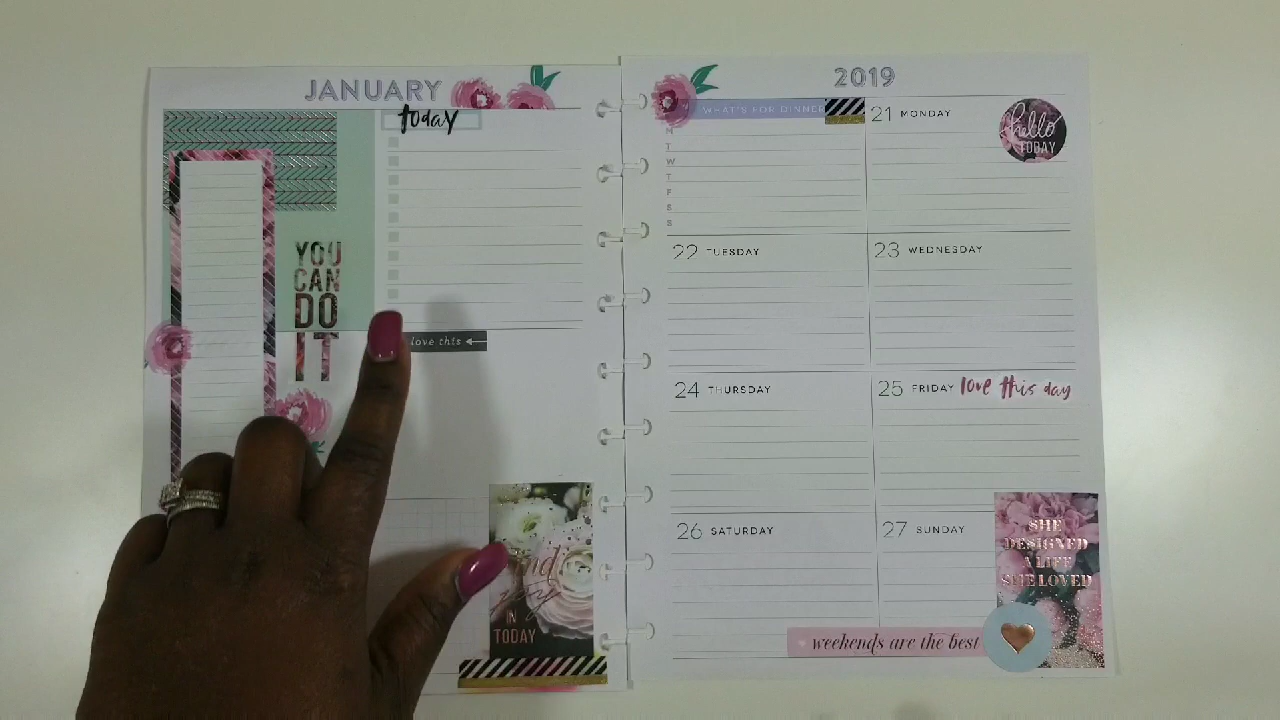 JANUARY
today
YOU
CAN
DO
IT
love this
IN
TODAY
2019
WHAT'S FOR DINNER
M
T
W
T
F
S
S
21 MONDAY
hello
TODAY
22 TUESDAY
23 WEDNESDAY
24 THURSDAY
25 FRIDAY love this day
26 SATURDAY
27 SUNDAY
SHE
DESIGNED
A LIFE
SHE LOVED
weekends are the best